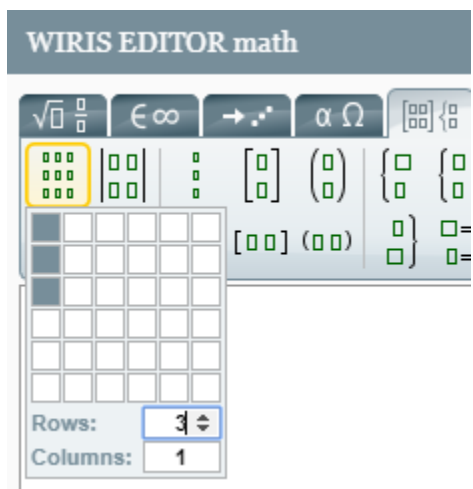 WIRIS EDITOR math
√▯ ▯/▯ ∈∞ →⋰ α Ω
Rows: 3
Columns: 1